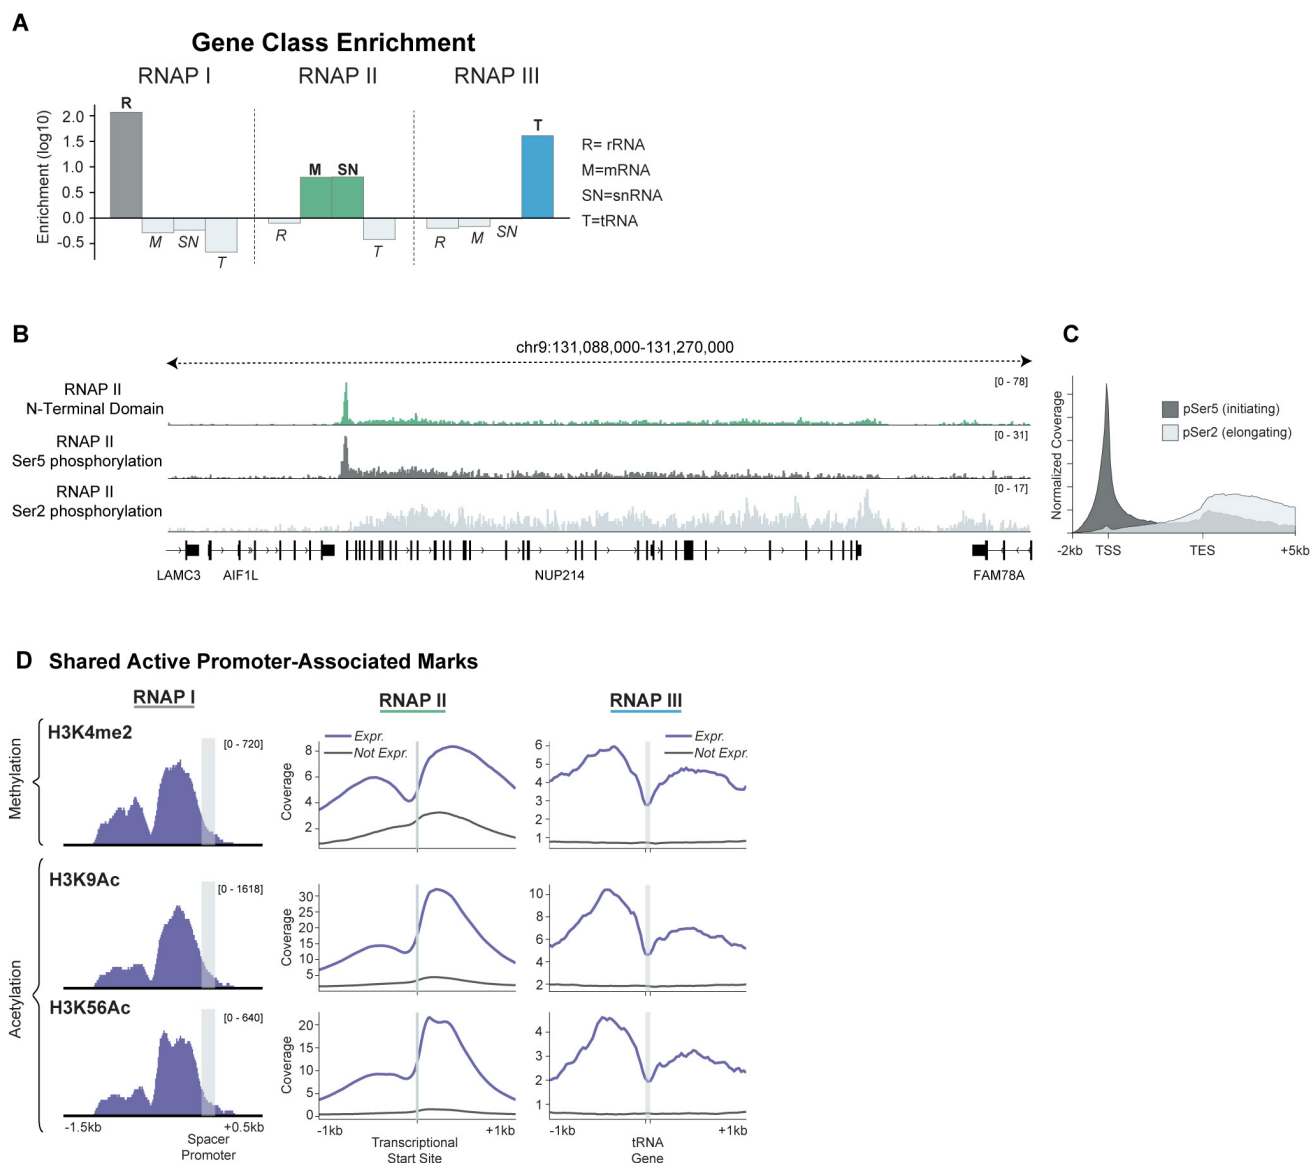 A
Gene Class Enrichment
RNAP I
RNAP II
RNAP III
Enrichment (log10)
2.0
1.5
1.0
0.5
0.0
-0.5
R
M
SN
T
R
M
SN
T
R
M
SN
T
R= rRNA
M=mRNA
SN=snRNA
T=tRNA
B
chr9:131,088,000-131,270,000
RNAP II
N-Terminal Domain
[0 - 78]
RNAP II
Ser5 phosphorylation
[0 - 31]
RNAP II
Ser2 phosphorylation
[0 - 17]
LAMC3
AIF1L
NUP214
FAM78A
C
Normalized Coverage
pSer5 (initiating)
pSer2 (elongating)
-2kb
TSS
TES
+5kb
D Shared Active Promoter-Associated Marks
RNAP I
RNAP II
RNAP III
Methylation
H3K4me2
[0 - 720]
Coverage
8
6
4
2
Expr.
Not Expr.
6
5
4
3
2
1
Expr.
Not Expr.
Acetylation
H3K9Ac
[0 - 1618]
Coverage
30
25
20
15
10
5
10
8
6
4
2
H3K56Ac
[0 - 640]
Coverage
20
15
10
5
0
4
3
2
1
-1.5kb
+0.5kb
Spacer
Promoter
-1kb
+1kb
Transcriptional
Start Site
-1kb
+1kb
tRNA
Gene